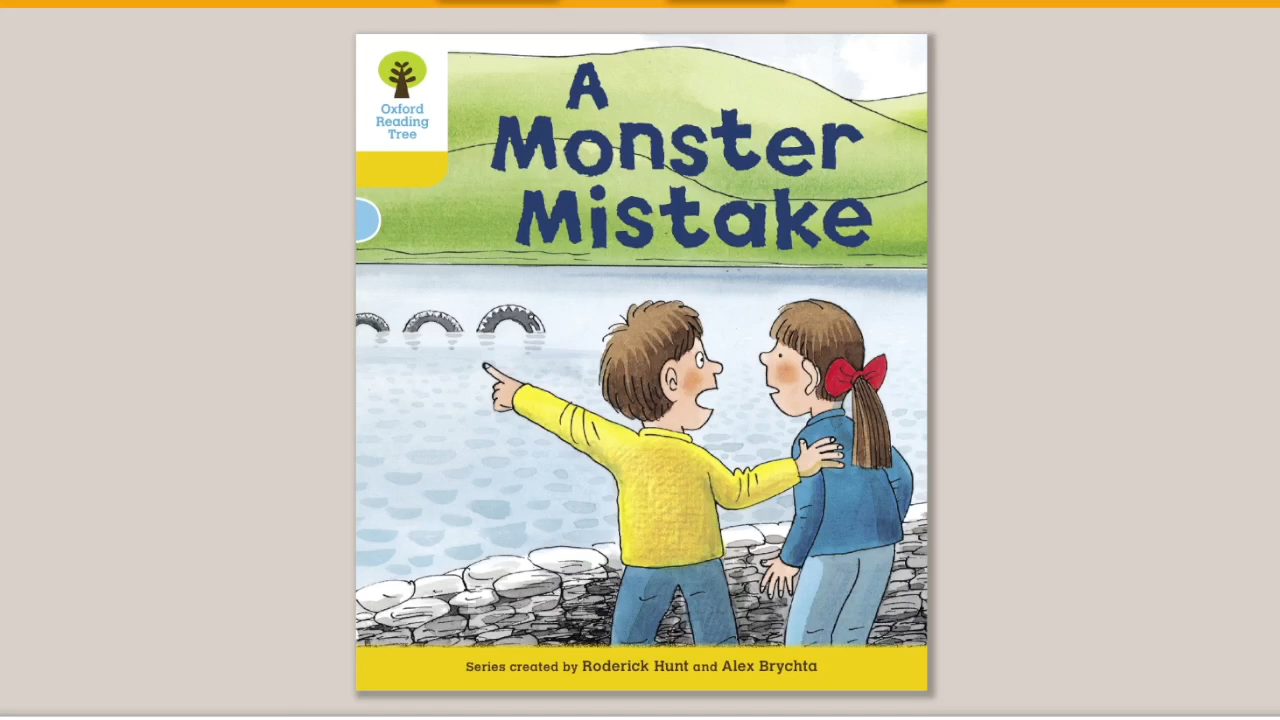 Oxford
Reading
Tree
A
Monster
Mistake
Series created by Roderick Hunt and Alex Brychta